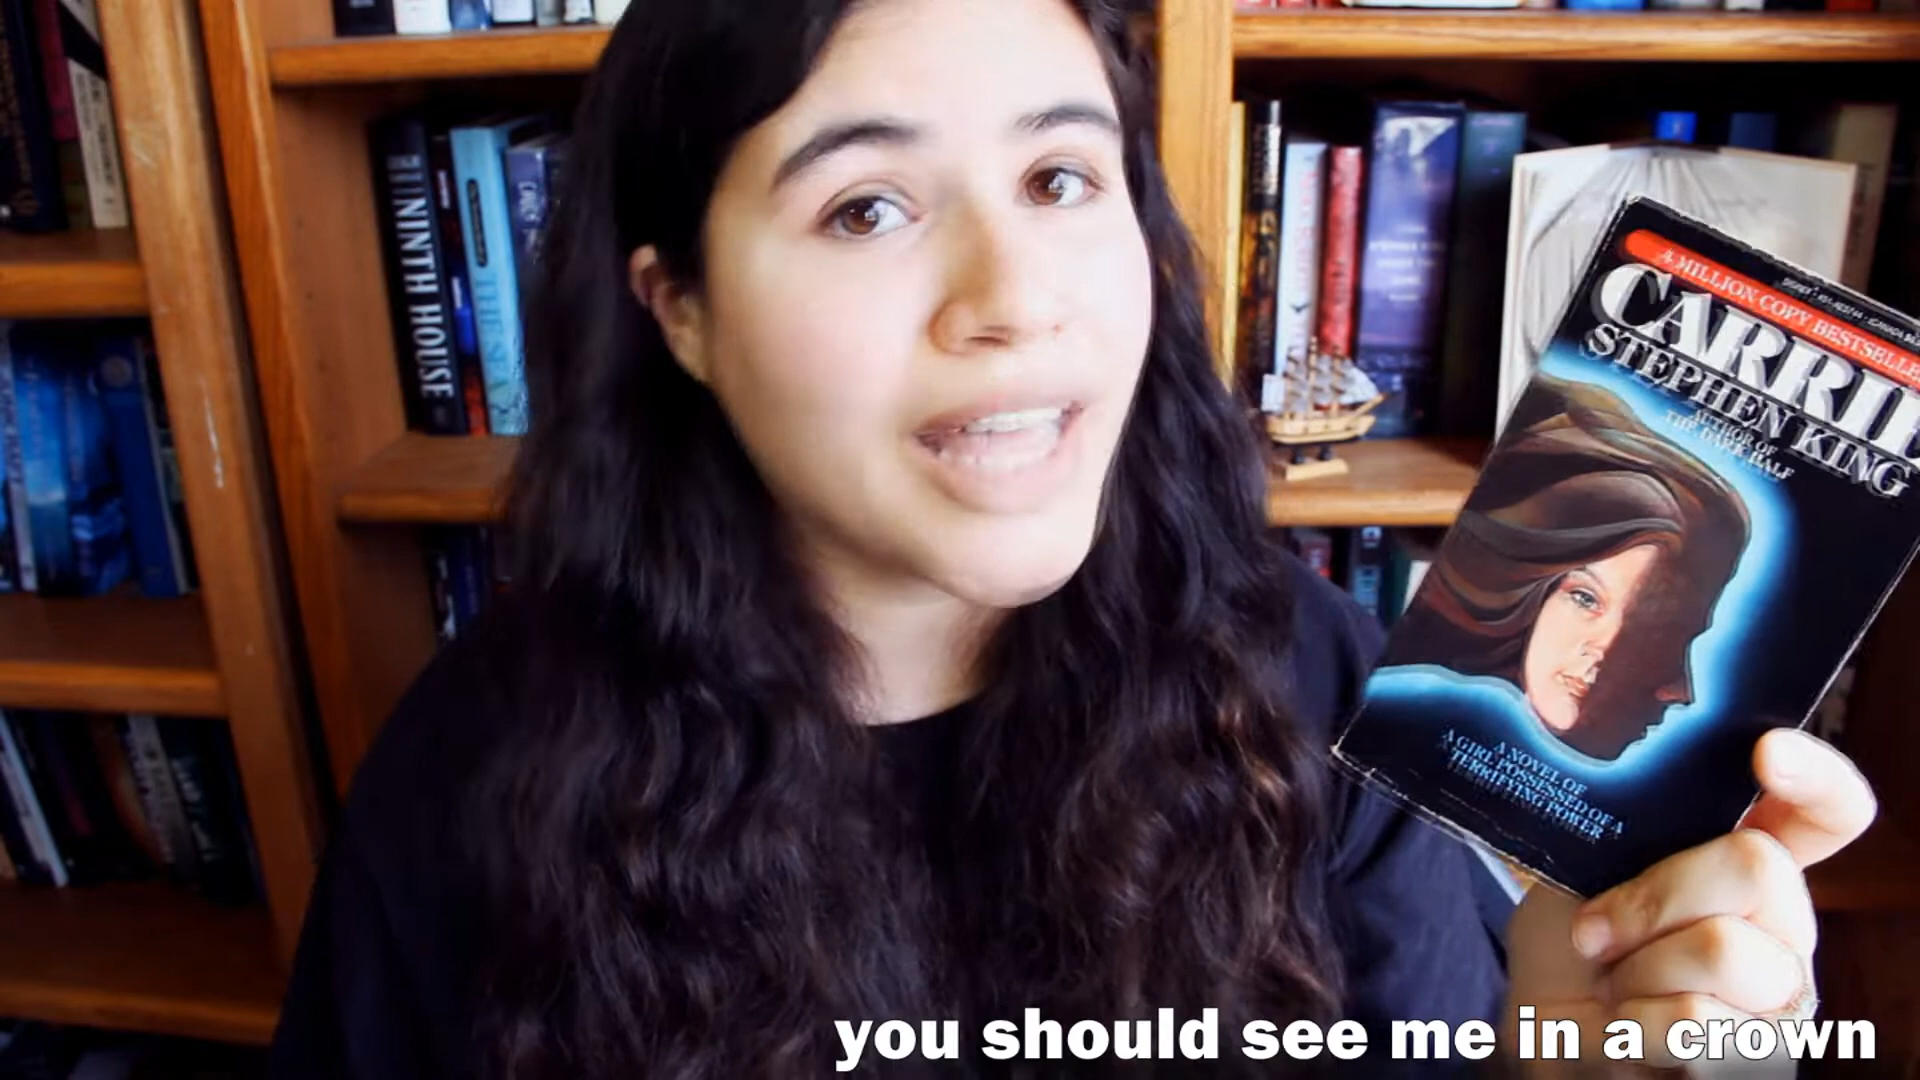 NINTH HOUSE
A MILLION COPY BESTSELLE
CARRIE
STEPHEN KING
AUTHOR OF
THE DARK HALF
A NOVEL OF
A GIRL POSSESSED OF A
TERRIFYING POWER
you should see me in a crown